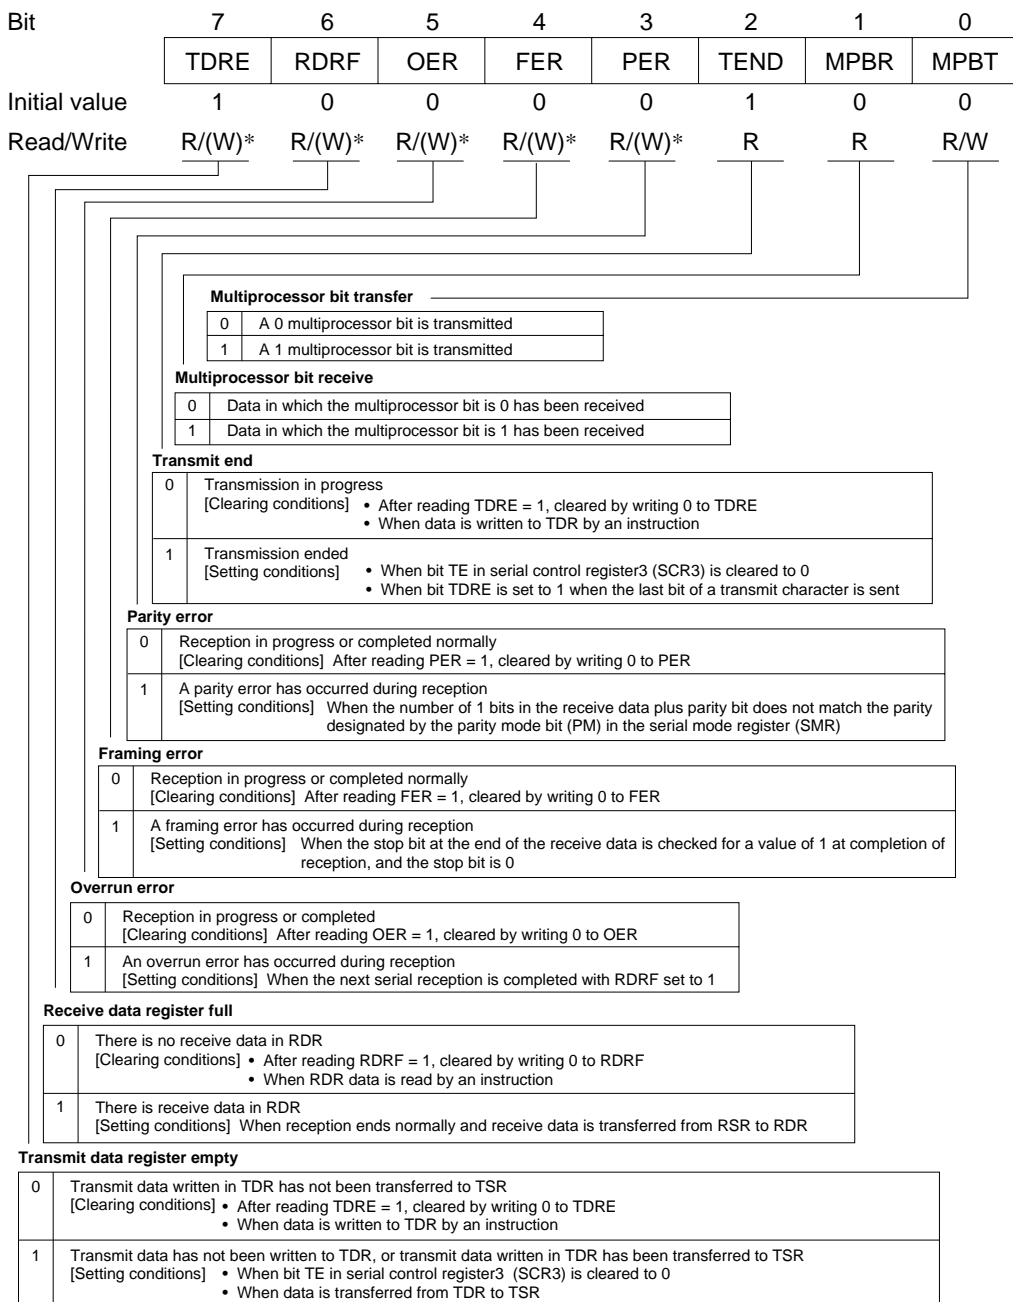 Bit 7 6 5 4 3 2 1 0
TDRE RDRF OER FER PER TEND MPBR MPBT
Initial value 1 0 0 0 0 1 0 0
Read/Write R/(W)* R/(W)* R/(W)* R/(W)* R/(W)* R R R/W
Multiprocessor bit transfer
0 A 0 multiprocessor bit is transmitted
1 A 1 multiprocessor bit is transmitted
Multiprocessor bit receive
0 Data in which the multiprocessor bit is 0 has been received
1 Data in which the multiprocessor bit is 1 has been received
Transmit end
0 Transmission in progress
[Clearing conditions] • After reading TDRE = 1, cleared by writing 0 to TDRE
• When data is written to TDR by an instruction
1 Transmission ended
[Setting conditions] • When bit TE in serial control register3 (SCR3) is cleared to 0
• When bit TDRE is set to 1 when the last bit of a transmit character is sent
Parity error
0 Reception in progress or completed normally
[Clearing conditions] After reading PER = 1, cleared by writing 0 to PER
1 A parity error has occurred during reception
[Setting conditions] When the number of 1 bits in the receive data plus parity bit does not match the parity
designated by the parity mode bit (PM) in the serial mode register (SMR)
Framing error
0 Reception in progress or completed normally
[Clearing conditions] After reading FER = 1, cleared by writing 0 to FER
1 A framing error has occurred during reception
[Setting conditions] When the stop bit at the end of the receive data is checked for a value of 1 at completion of
reception, and the stop bit is 0
Overrun error
0 Reception in progress or completed
[Clearing conditions] After reading OER = 1, cleared by writing 0 to OER
1 An overrun error has occurred during reception
[Setting conditions] When the next serial reception is completed with RDRF set to 1
Receive data register full
0 There is no receive data in RDR
[Clearing conditions] • After reading RDRF = 1, cleared by writing 0 to RDRF
• When RDR data is read by an instruction
1 There is receive data in RDR
[Setting conditions] When reception ends normally and receive data is transferred from RSR to RDR
Transmit data register empty
0 Transmit data written in TDR has not been transferred to TSR
[Clearing conditions] • After reading TDRE = 1, cleared by writing 0 to TDRE
• When data is written to TDR by an instruction
1 Transmit data has not been written to TDR, or transmit data written in TDR has been transferred to TSR
[Setting conditions] • When bit TE in serial control register3 (SCR3) is cleared to 0
• When data is transferred from TDR to TSR